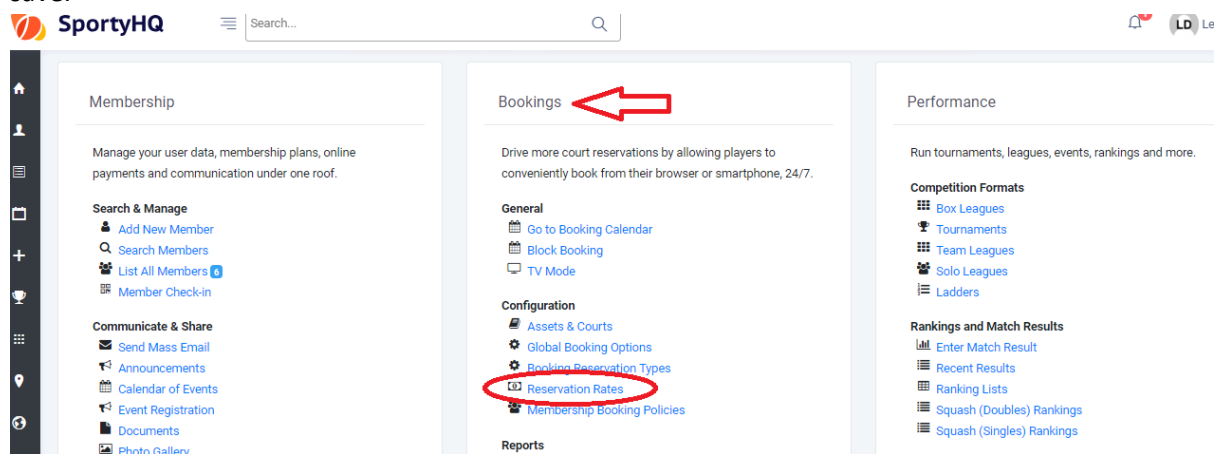 SportyHQ
Search...
LD Le
Membership
Manage your user data, membership plans, online
payments and communication under one roof.
Search & Manage
Add New Member
Search Members
List All Members 6
Member Check-in
Communicate & Share
Send Mass Email
Announcements
Calendar of Events
Event Registration
Documents
Photo Gallery
Bookings
Drive more court reservations by allowing players to
conveniently book from their browser or smartphone, 24/7.
General
Go to Booking Calendar
Block Booking
TV Mode
Configuration
Assets & Courts
Global Booking Options
Booking Reservation Types
Reservation Rates
Membership Booking Policies
Reports
Performance
Run tournaments, leagues, events, rankings and more.
Competition Formats
Box Leagues
Tournaments
Team Leagues
Solo Leagues
Ladders
Rankings and Match Results
Enter Match Result
Recent Results
Ranking Lists
Squash (Doubles) Rankings
Squash (Singles) Rankings